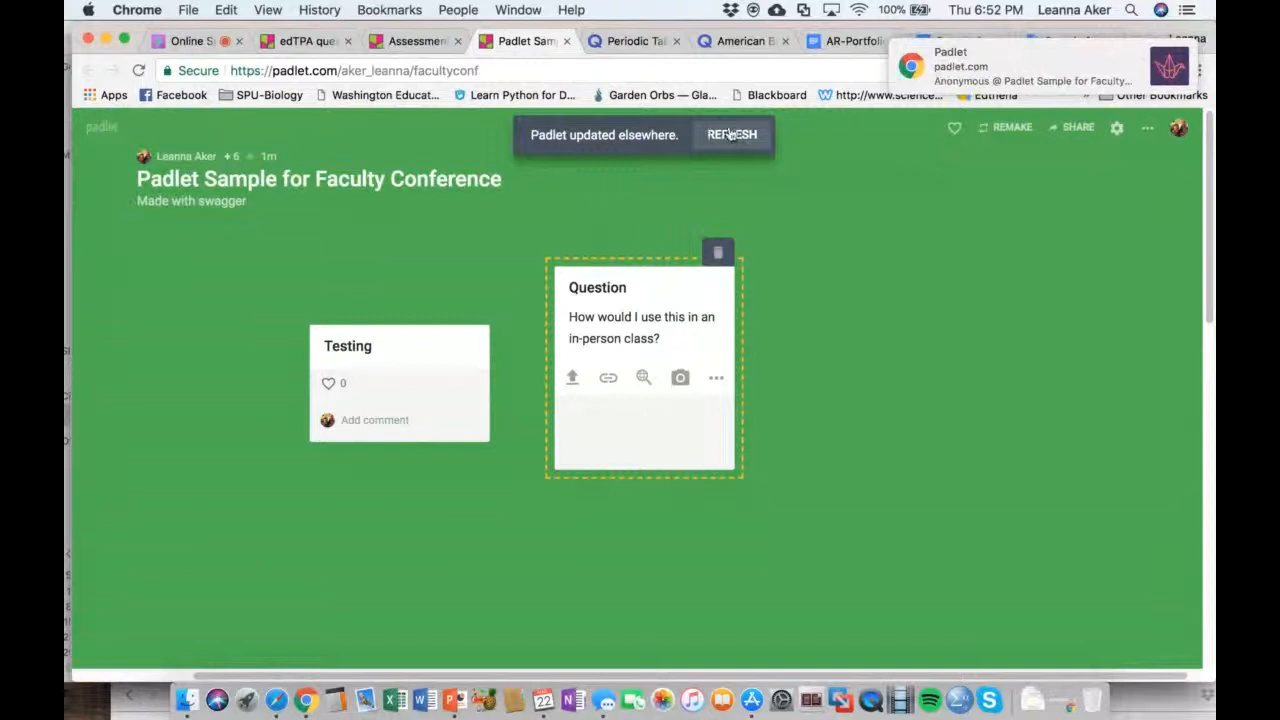 Chrome File Edit View History Bookmarks People Window Help 100% Thu 6:52 PM Leanna Aker
Online S edTPA que Assessmen Padlet Sam Periodic Ta American B AR-Portfoli
Padlet
padlet.com
Anonymous @ Padlet Sample for Faculty...
Secure https://padlet.com/aker_leanna/facultyconf
Apps Facebook SPU-Biology Washington Educ... Learn Python for D... Garden Orbs — Gla... Blackboard http://www.science... Edthena Other Bookmarks
padlet
Padlet updated elsewhere. REFRESH
REMAKE SHARE
Leanna Aker +6 1m
Padlet Sample for Faculty Conference
Made with swagger
Question
How would I use this in an
in-person class?
Testing
0
Add comment
22